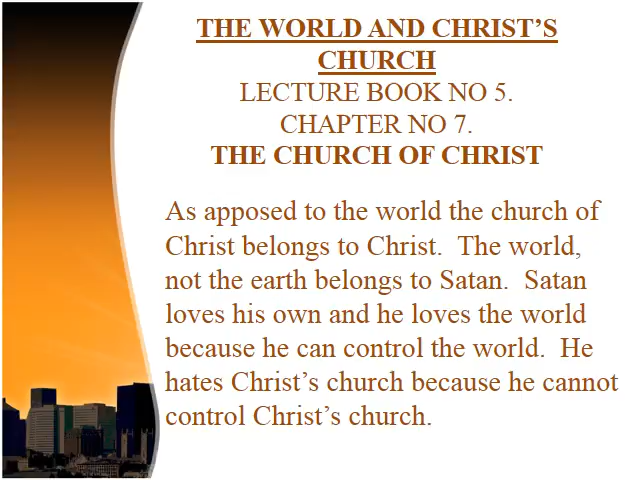 THE WORLD AND CHRIST’S
CHURCH
LECTURE BOOK NO 5.
CHAPTER NO 7.
THE CHURCH OF CHRIST
As apposed to the world the church of
Christ belongs to Christ.  The world,
not the earth belongs to Satan.  Satan
loves his own and he loves the world
because he can control the world.  He
hates Christ’s church because he cannot
control Christ’s church.